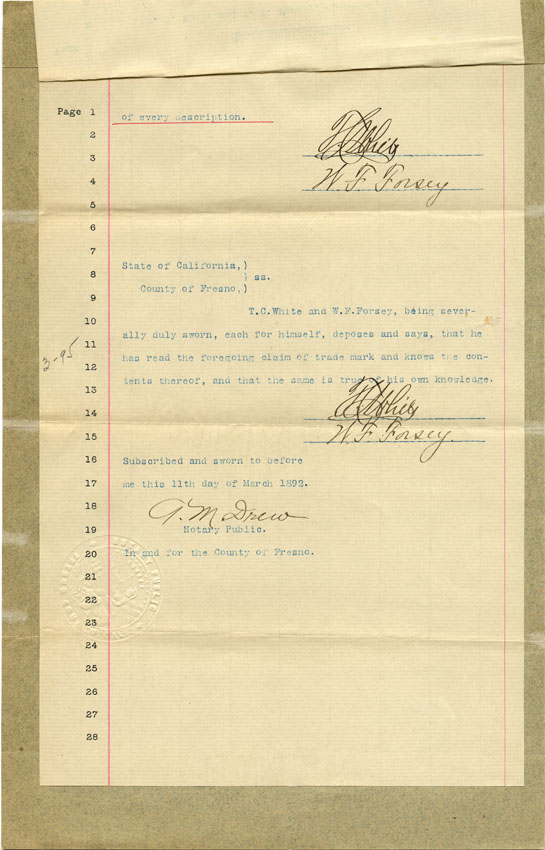 Page 1
of every description.
2
T.C.White
3
W F Forsey
4
5
6
7
State of California,)
8
) ss.
County of Fresno,)
9
T.C.White and W.F.Forsey, being sever-
10
ally duly sworn, each for himself, deposes and says, that he
11
has read the foregoing claim of trade mark and knows the con-
12
tents thereof, and that the same is true of his own knowledge.
13
T.C.White
14
W F Forsey.
15
16
Subscribed and sworn to before
17
me this 11th day of March 1892.
18
A. M Drew
19
Notary Public.
20
In and for the County of Fresno.
21
22
23
24
25
26
27
28